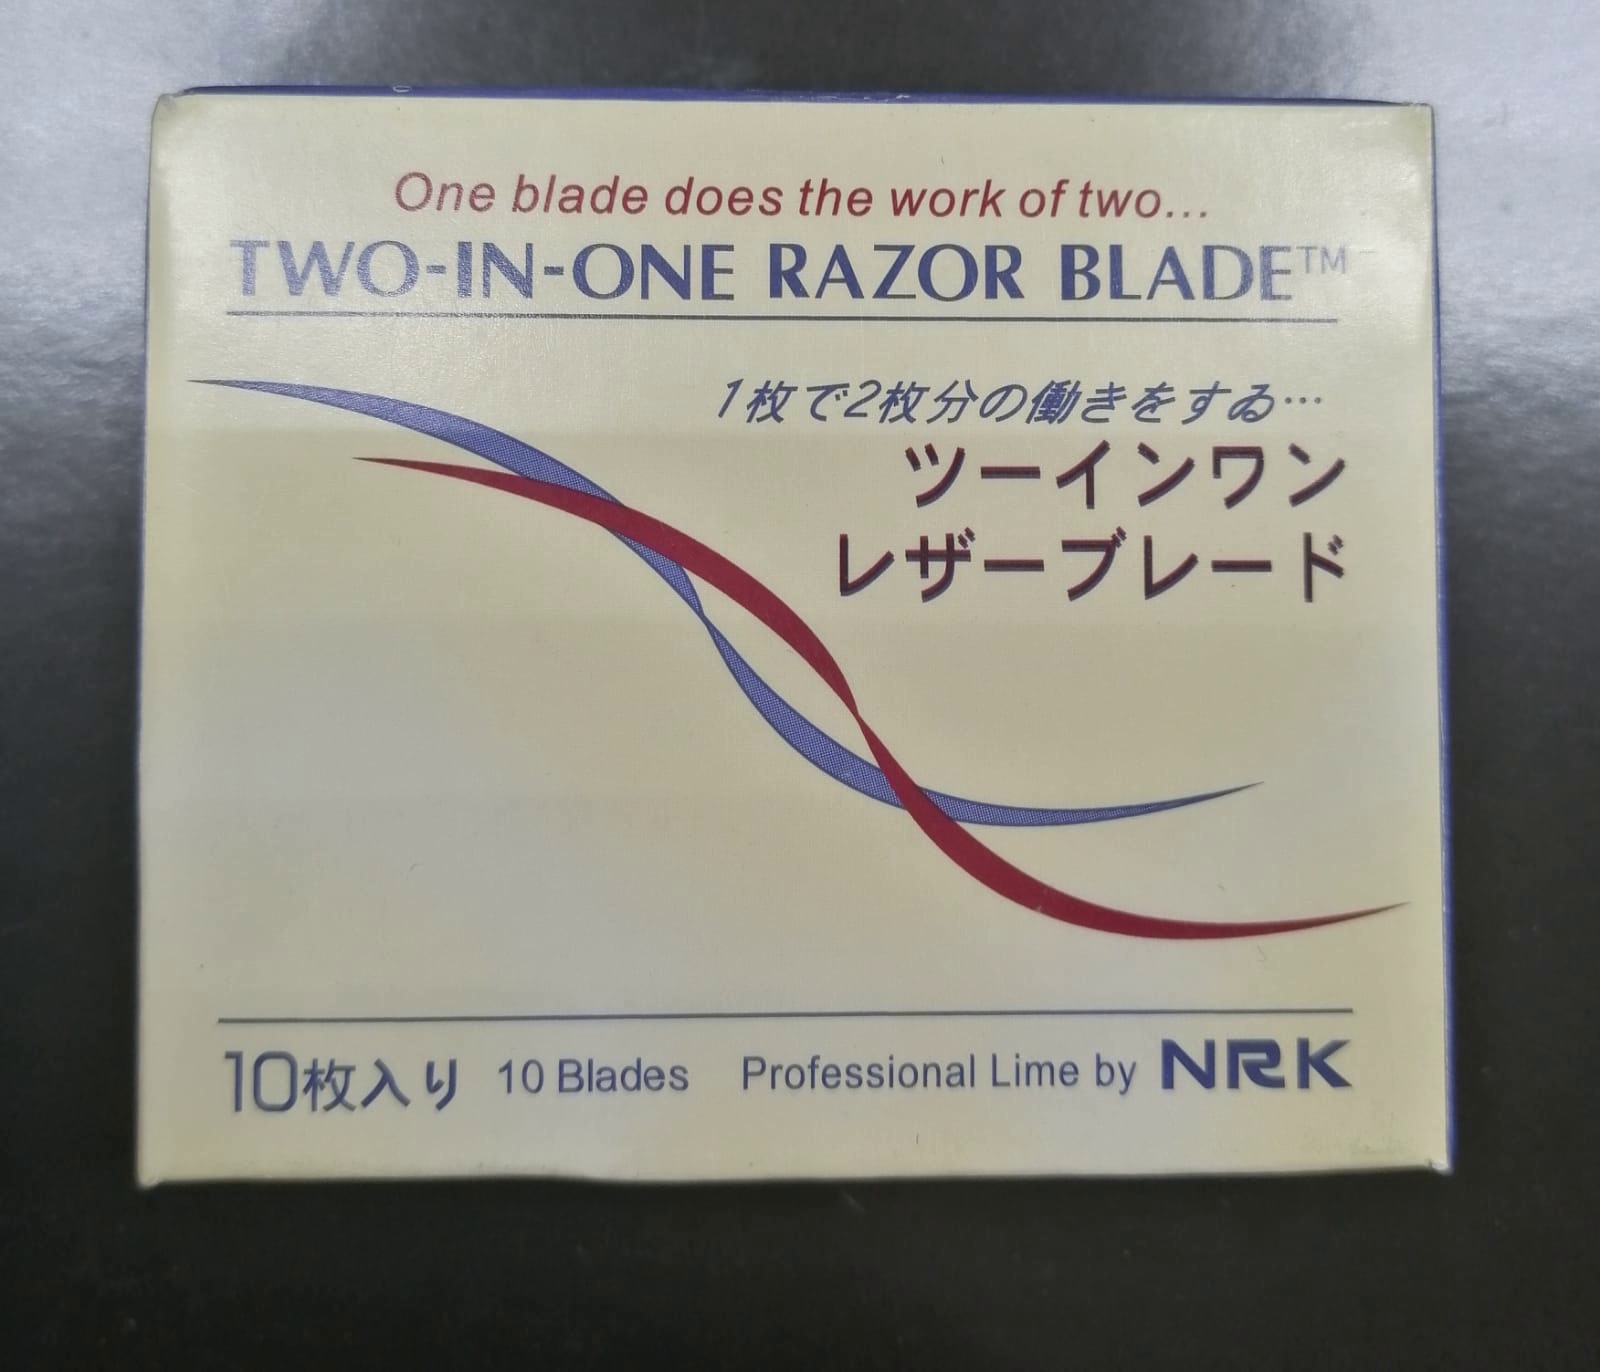 One blade does the work of two...
TWO-IN-ONE RAZOR BLADE™
1枚で2枚分の働きをすゐ…
ツーインワン
レザーブレード
10枚入り 10 Blades Professional Lime by NRK